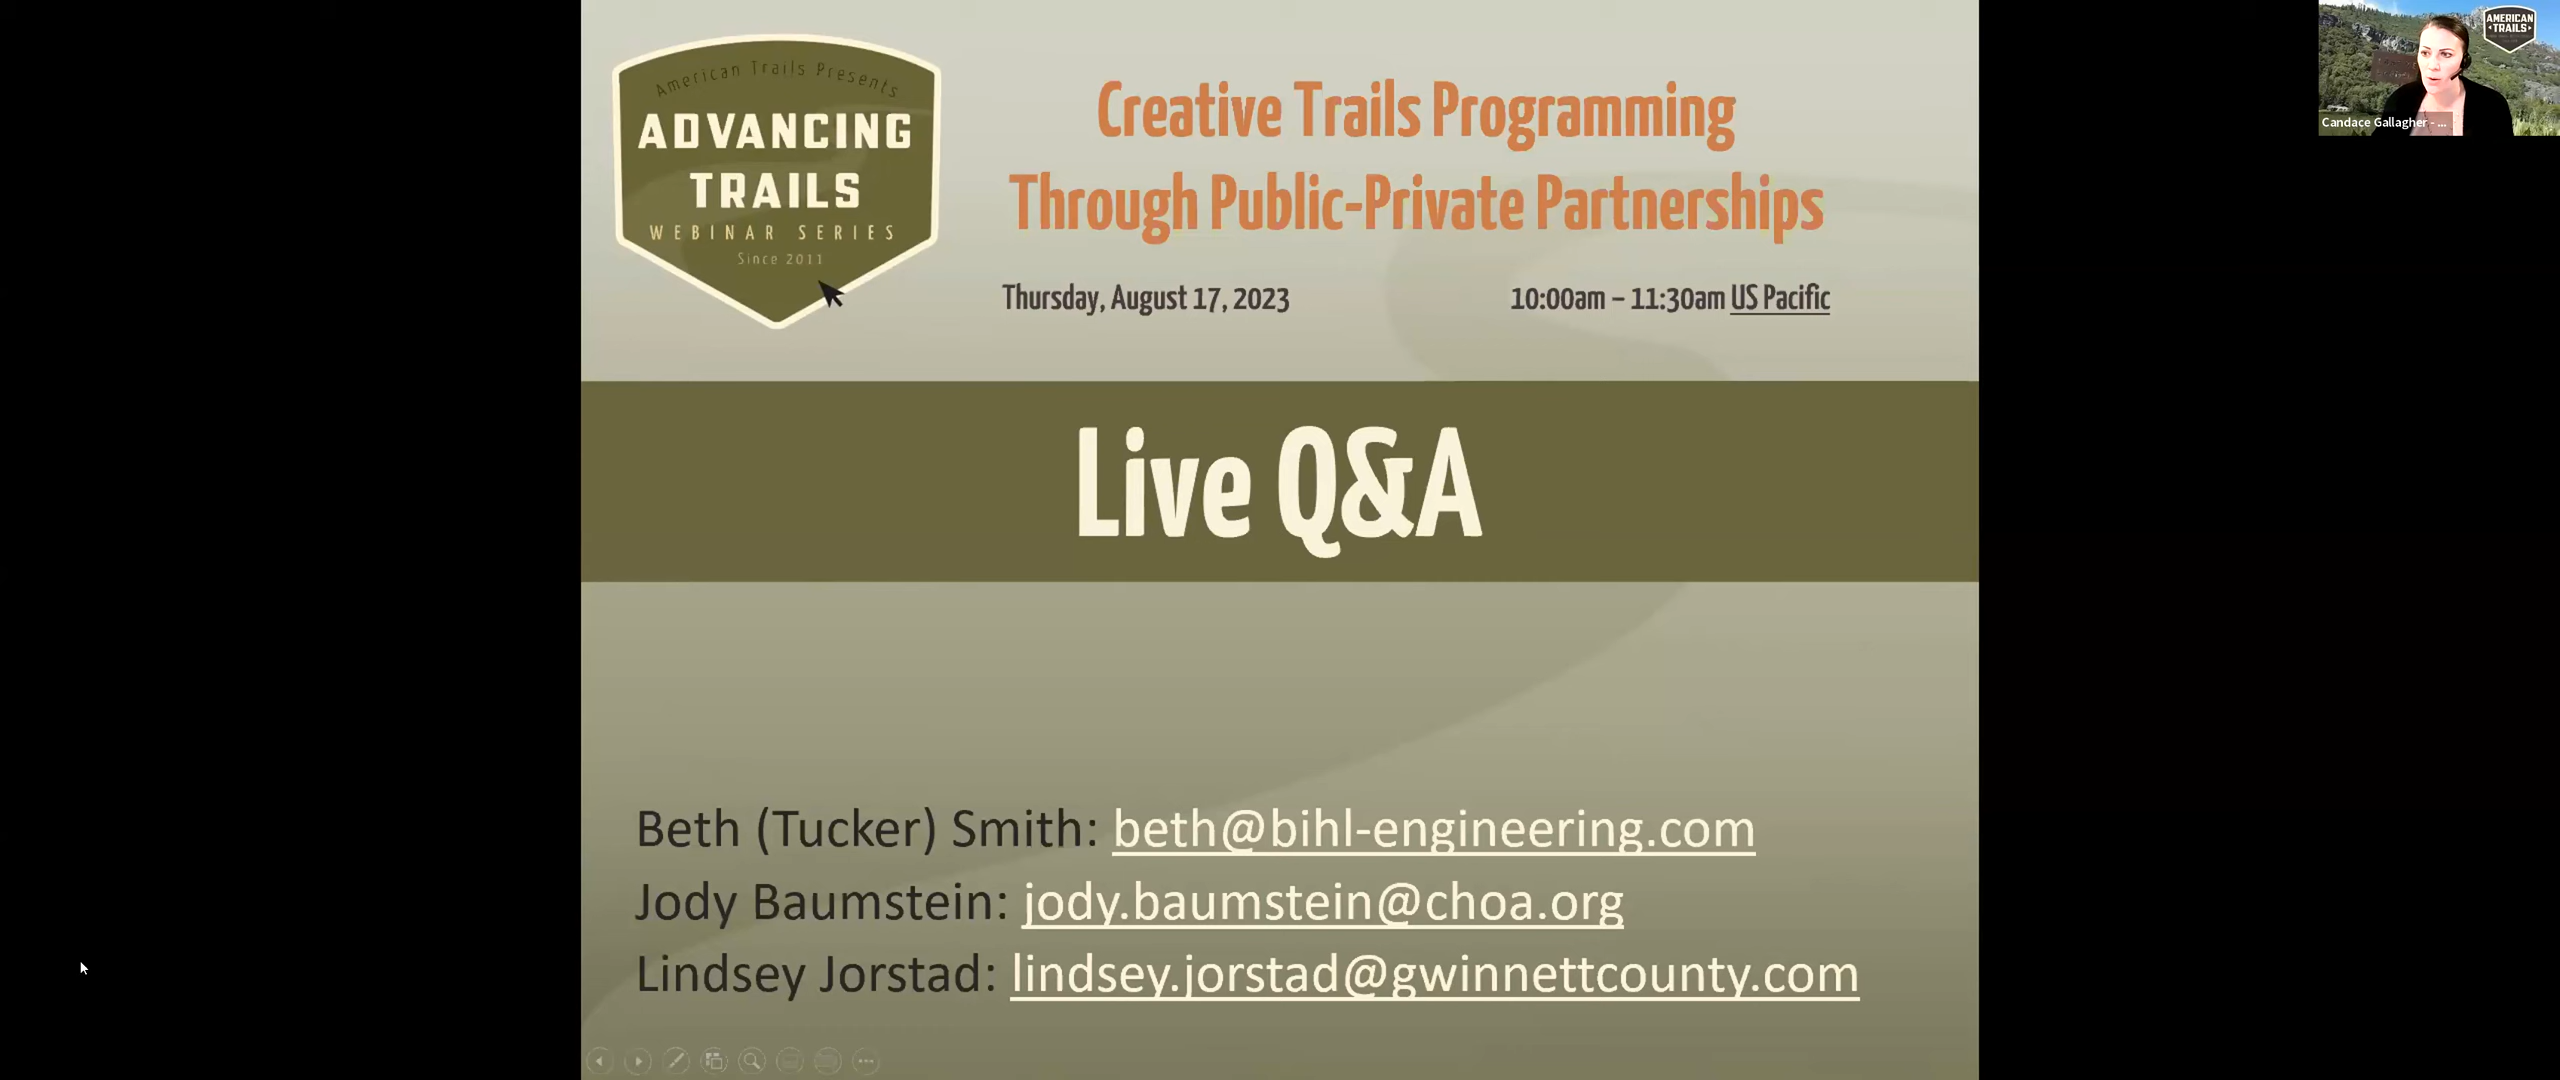 American Trails Presents
ADVANCING
TRAILS
WEBINAR SERIES
Since 2011
Creative Trails Programming
Through Public-Private Partnerships
Thursday, August 17, 2023
10:00am – 11:30am US Pacific
AMERICAN
TRAILS
Candace Gallagher - ...
Live Q&A
Beth (Tucker) Smith: beth@bihl-engineering.com
Jody Baumstein: jody.baumstein@choa.org
Lindsey Jorstad: lindsey.jorstad@gwinnettcounty.com